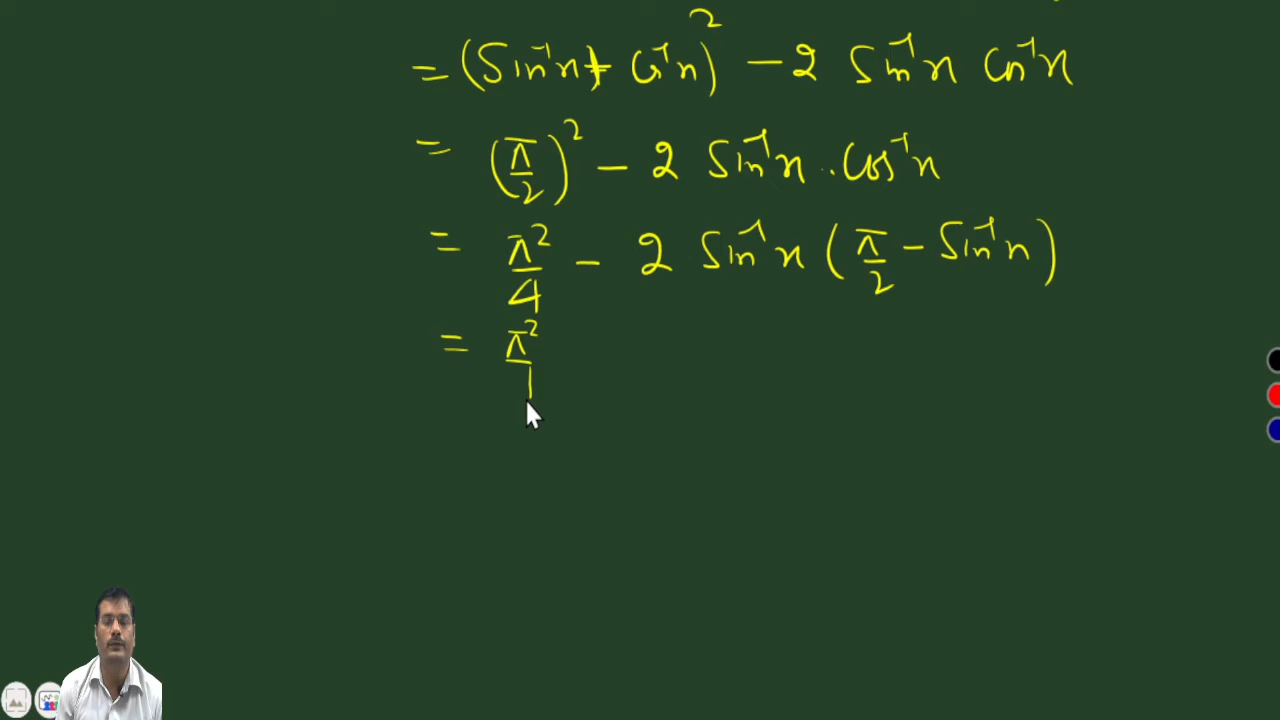 = (Sin⁻¹x + Cos⁻¹x)² − 2 Sin⁻¹x Cos⁻¹x
= (π/2)² − 2 Sin⁻¹x . Cos⁻¹x
= π²/4 − 2 Sin⁻¹x (π/2 − Sin⁻¹x)
= π²/